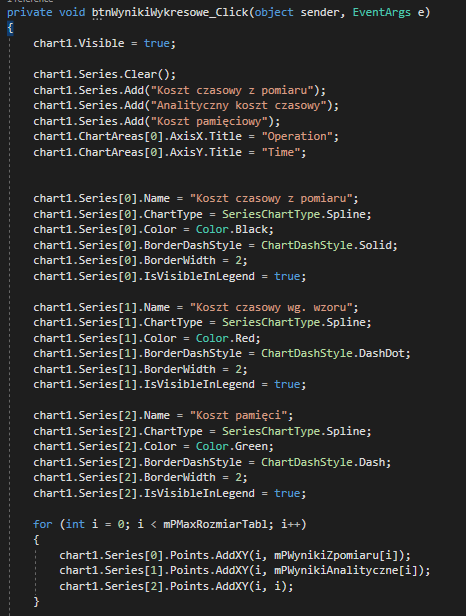 private void btnWynikiWykresowe_Click(object sender, EventArgs e)
{
chart1.Visible = true;
chart1.Series.Clear();
chart1.Series.Add("Koszt czasowy z pomiaru");
chart1.Series.Add("Analityczny koszt czasowy");
chart1.Series.Add("Koszt pamięciowy");
chart1.ChartAreas[0].AxisX.Title = "Operation";
chart1.ChartAreas[0].AxisY.Title = "Time";
chart1.Series[0].Name = "Koszt czasowy z pomiaru";
chart1.Series[0].ChartType = SeriesChartType.Spline;
chart1.Series[0].Color = Color.Black;
chart1.Series[0].BorderDashStyle = ChartDashStyle.Solid;
chart1.Series[0].BorderWidth = 2;
chart1.Series[0].IsVisibleInLegend = true;
chart1.Series[1].Name = "Koszt czasowy wg. wzoru";
chart1.Series[1].ChartType = SeriesChartType.Spline;
chart1.Series[1].Color = Color.Red;
chart1.Series[1].BorderDashStyle = ChartDashStyle.DashDot;
chart1.Series[1].BorderWidth = 2;
chart1.Series[1].IsVisibleInLegend = true;
chart1.Series[2].Name = "Koszt pamięci";
chart1.Series[2].ChartType = SeriesChartType.Spline;
chart1.Series[2].Color = Color.Green;
chart1.Series[2].BorderDashStyle = ChartDashStyle.Dash;
chart1.Series[2].BorderWidth = 2;
chart1.Series[2].IsVisibleInLegend = true;
for (int i = 0; i < mPMaxRozmiarTabl; i++)
{
chart1.Series[0].Points.AddXY(i, mPWynikiZpomiaru[i]);
chart1.Series[1].Points.AddXY(i, mPWynikiAnalityczne[i]);
chart1.Series[2].Points.AddXY(i, i);
}